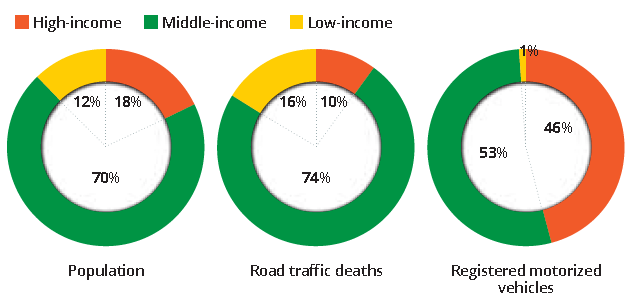 High-income Middle-income Low-income
12% 18%
70%
16% 10%
74%
1%
46%
53%
Population
Road traffic deaths
Registered motorized
vehicles